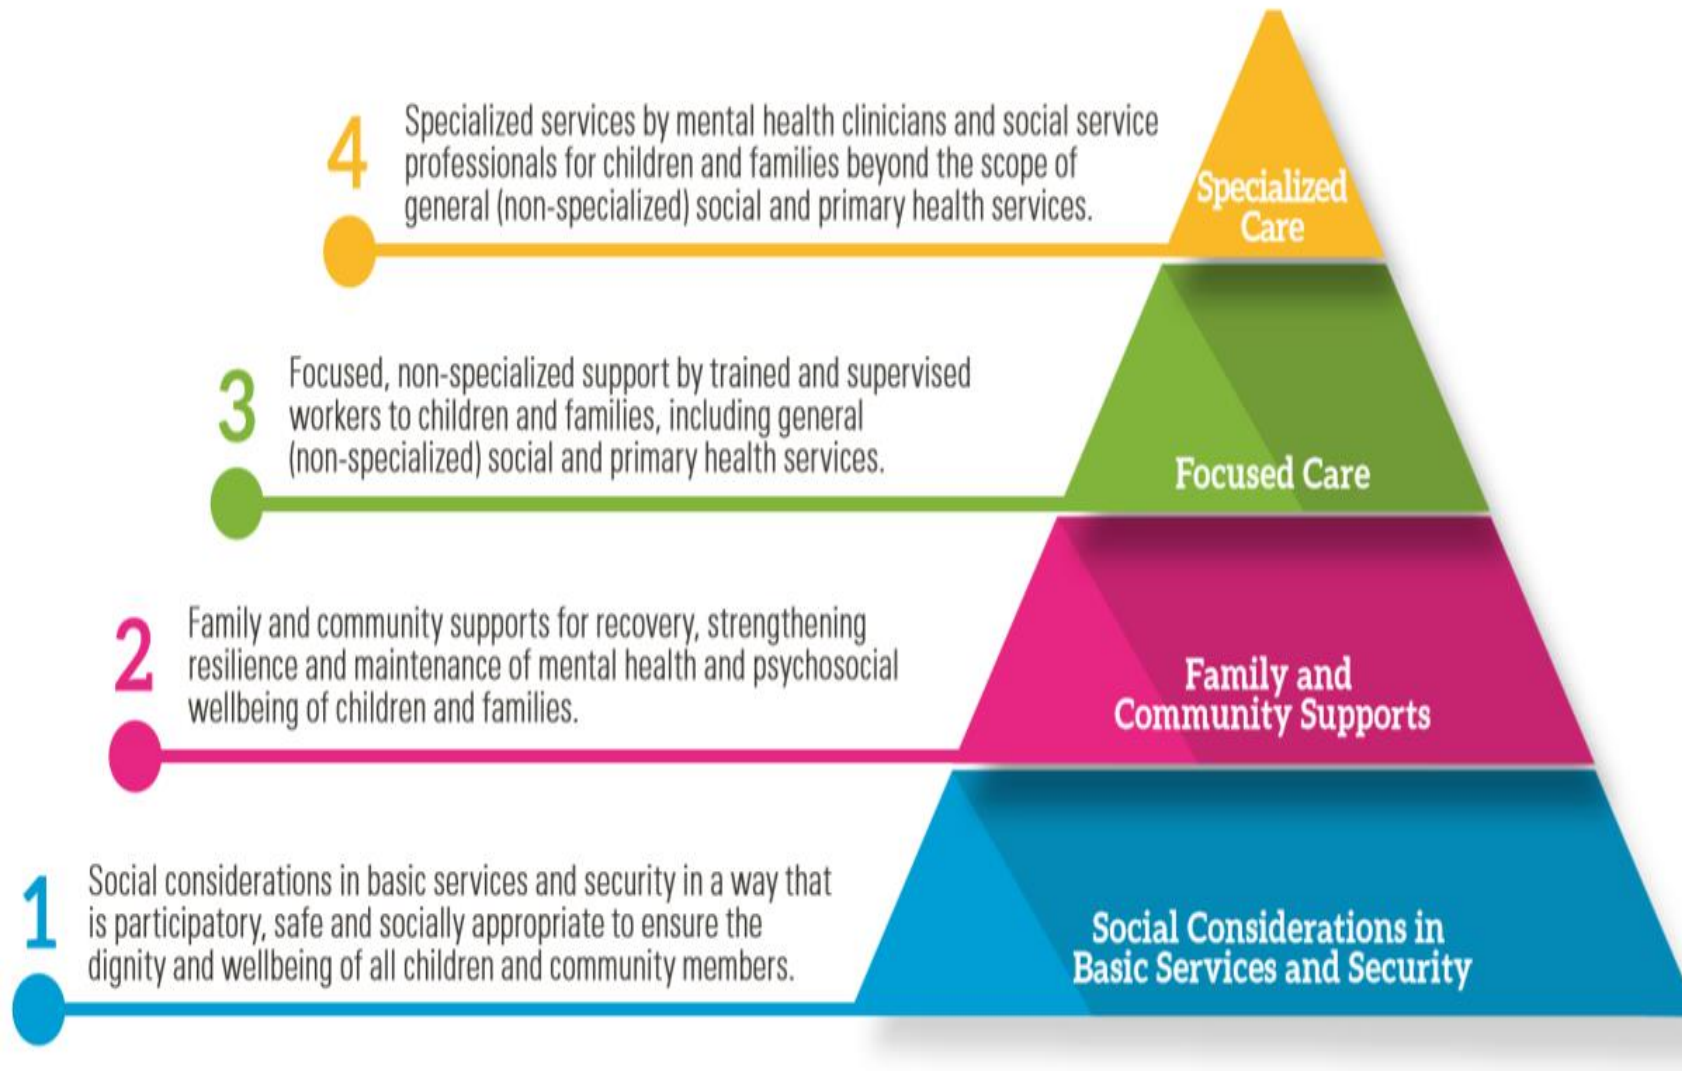 4
Specialized services by mental health clinicians and social service
professionals for children and families beyond the scope of
general (non-specialized) social and primary health services.
Specialized
Care
3
Focused, non-specialized support by trained and supervised
workers to children and families, including general
(non-specialized) social and primary health services.
Focused Care
2
Family and community supports for recovery, strengthening
resilience and maintenance of mental health and psychosocial
wellbeing of children and families.
Family and
Community Supports
1
Social considerations in basic services and security in a way that
is participatory, safe and socially appropriate to ensure the
dignity and wellbeing of all children and community members.
Social Considerations in
Basic Services and Security